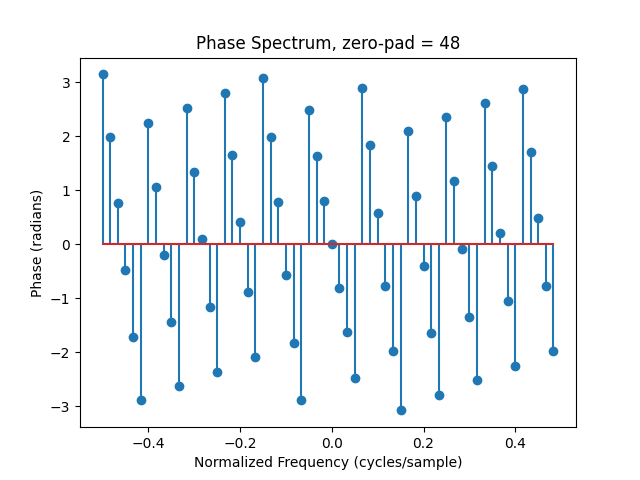 Phase Spectrum, zero-pad = 48
Phase (radians)
3
2
1
0
−1
−2
−3
−0.4 −0.2 0.0 0.2 0.4
Normalized Frequency (cycles/sample)